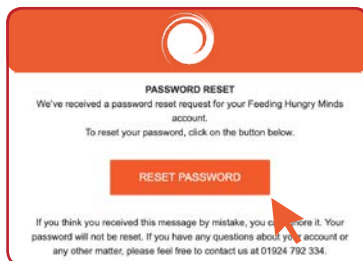 PASSWORD RESET
We've received a password reset request for your Feeding Hungry Minds
account.
To reset your password, click on the button below.
RESET PASSWORD
If you think you received this message by mistake, you can ignore it. Your
password will not be reset. If you have any questions about your account or
any other matter, please feel free to contact us at 01924 792 334.